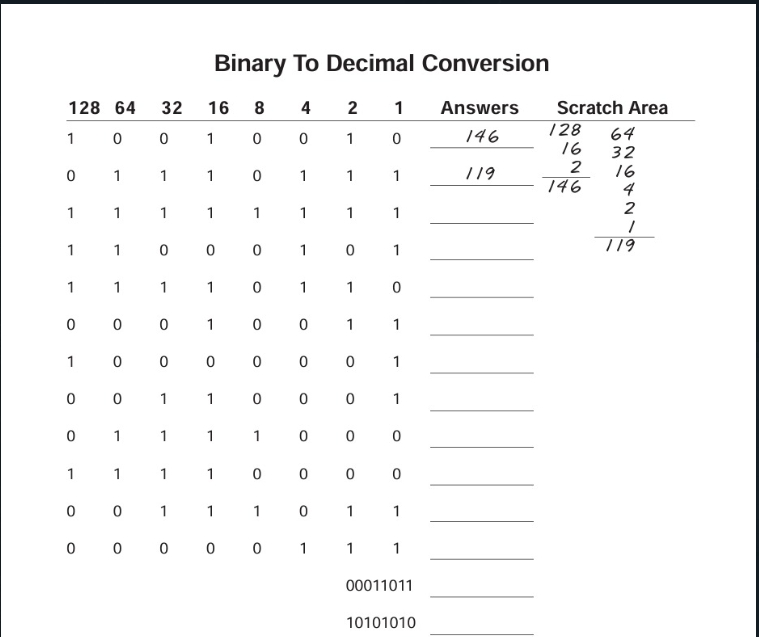 Binary To Decimal Conversion
128 64 32 16 8 4 2 1 Answers Scratch Area
1 0 0 1 0 0 1 0 146 128 64
16 32
0 1 1 1 0 1 1 1 119 2 16
146 4
1 1 1 1 1 1 1 1 2
1
1 1 0 0 0 1 0 1 119
1 1 1 1 0 1 1 0
0 0 0 1 0 0 1 1
1 0 0 0 0 0 0 1
0 0 1 1 0 0 0 1
0 1 1 1 1 0 0 0
1 1 1 1 0 0 0 0
0 0 1 1 1 0 1 1
0 0 0 0 0 1 1 1
00011011
10101010